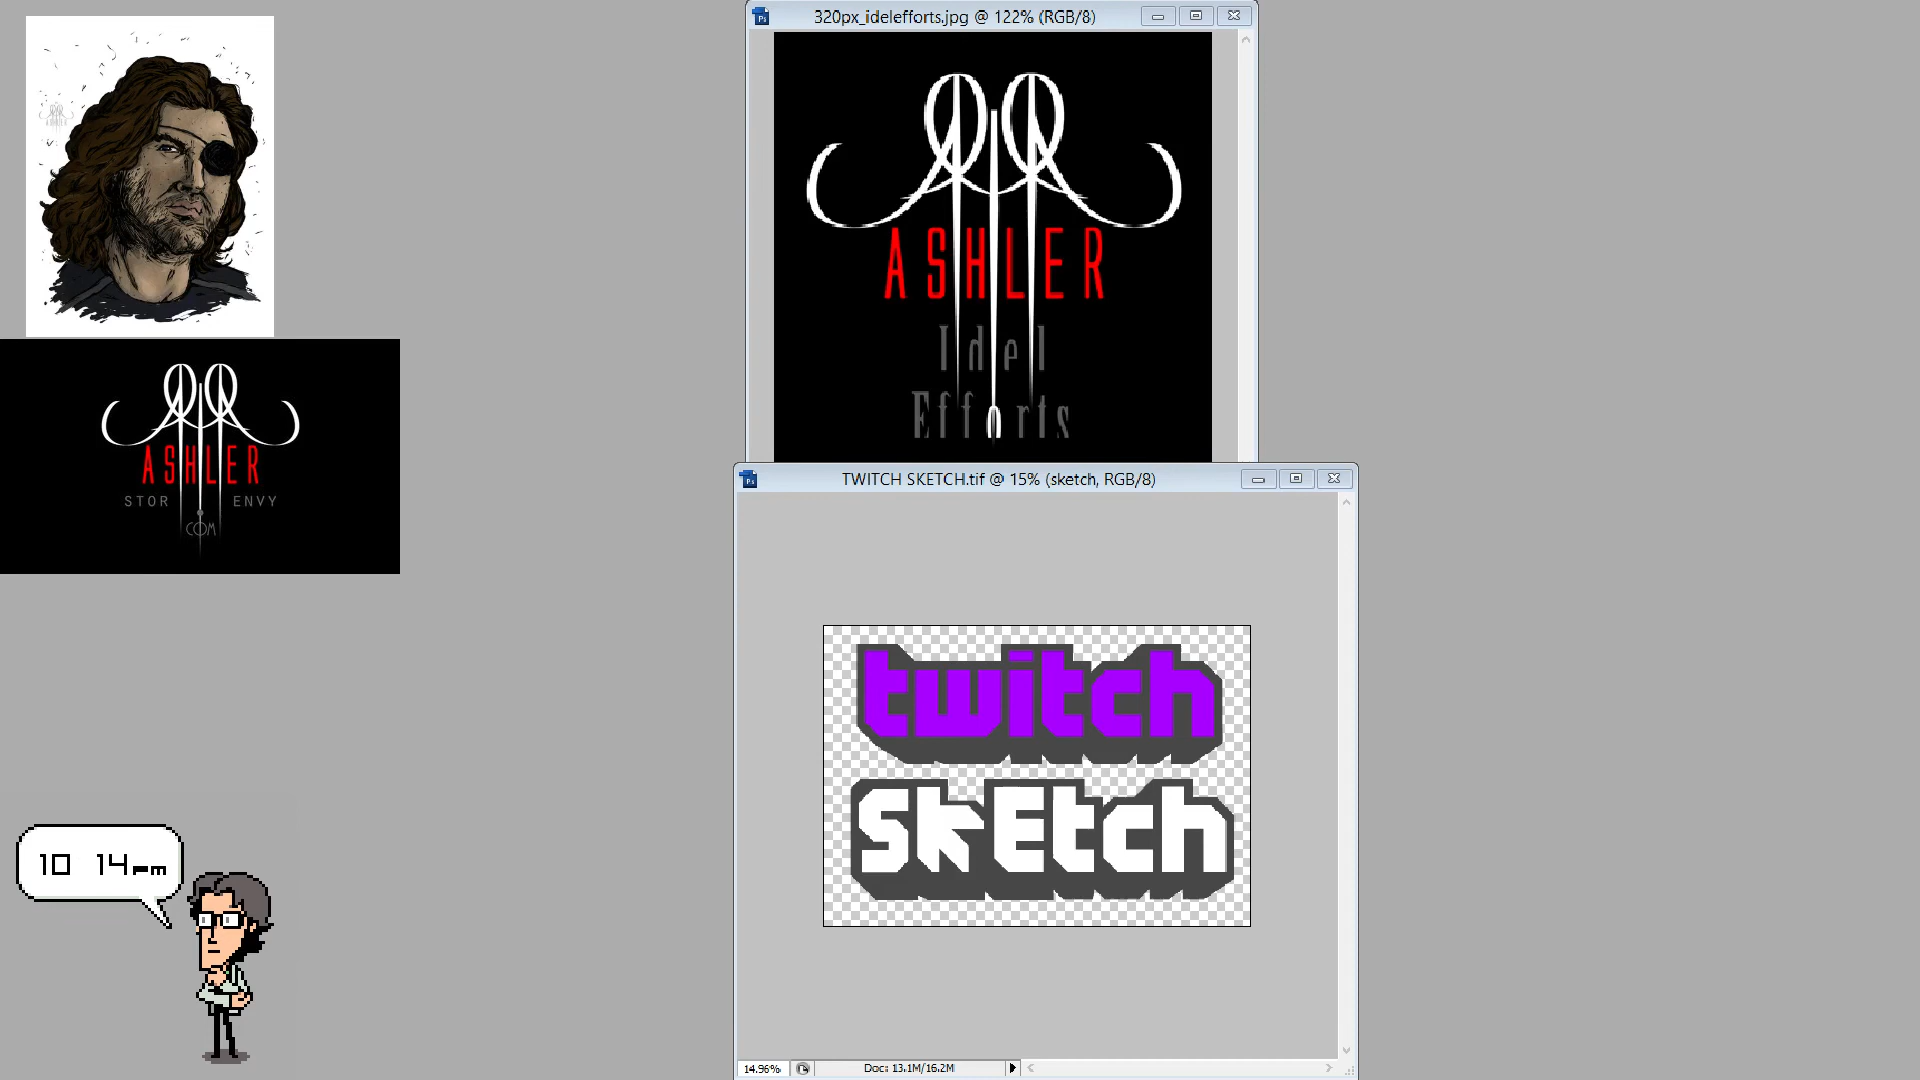 320px_idelefforts.jpg @ 122% (RGB/8)
ASHLER
Idel
Efforts
ASHLER
STOR ENVY
COM
TWITCH SKETCH.tif @ 15% (sketch, RGB/8)
twitch
SkEtch
10 14pm
14.96%
Doc: 13.1M/16.2M